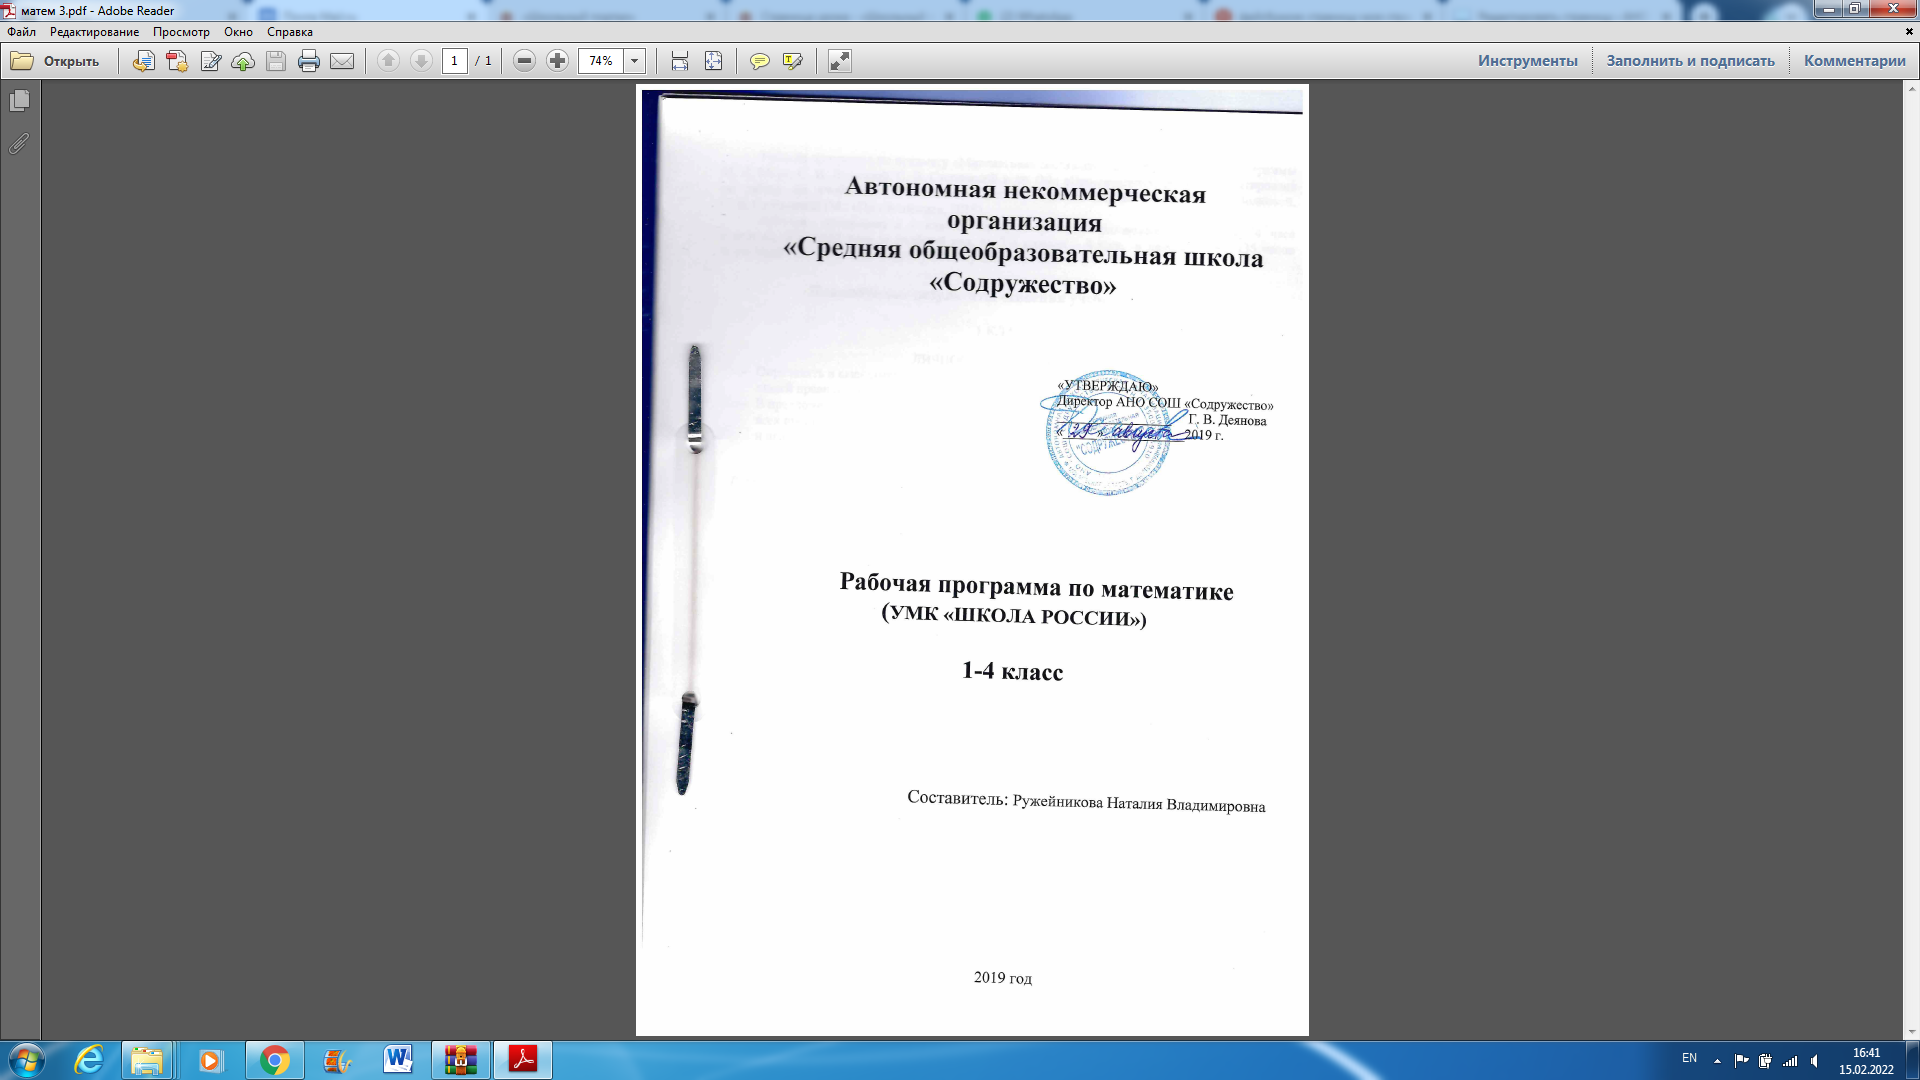 матем 3.pdf - Adobe Reader
Файл Редактирование Просмотр Окно Справка
Открыть
1 / 1
74%
Инструменты Заполнить и подписать Комментарии
Автономная некоммерческая
организация
«Средняя общеобразовательная школа
«Содружество»
«УТВЕРЖДАЮ»
Директор АНО СОШ «Содружество»
Г. В. Деянова
« 29 » августа 2019 г.
Рабочая программа по математике
(УМК «ШКОЛА РОССИИ»)
1-4 класс
Составитель: Ружейникова Наталия Владимировна
2019 год
EN
16:41
15.02.2022